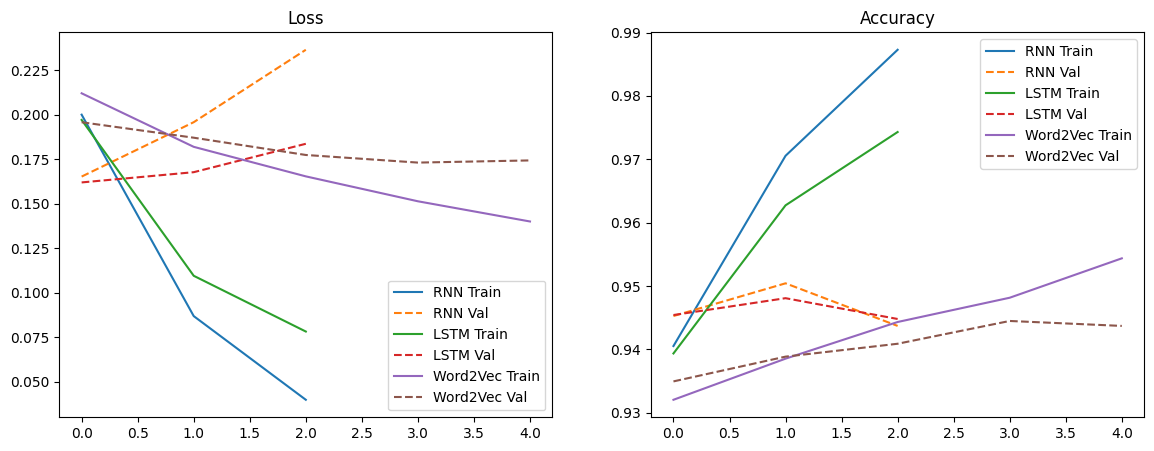 Loss
0.225
0.200
0.175
0.150
0.125
0.100
0.075
0.050
0.0 0.5 1.0 1.5 2.0 2.5 3.0 3.5 4.0
RNN Train
RNN Val
LSTM Train
LSTM Val
Word2Vec Train
Word2Vec Val
Accuracy
0.99
0.98
0.97
0.96
0.95
0.94
0.93
0.0 0.5 1.0 1.5 2.0 2.5 3.0 3.5 4.0
RNN Train
RNN Val
LSTM Train
LSTM Val
Word2Vec Train
Word2Vec Val